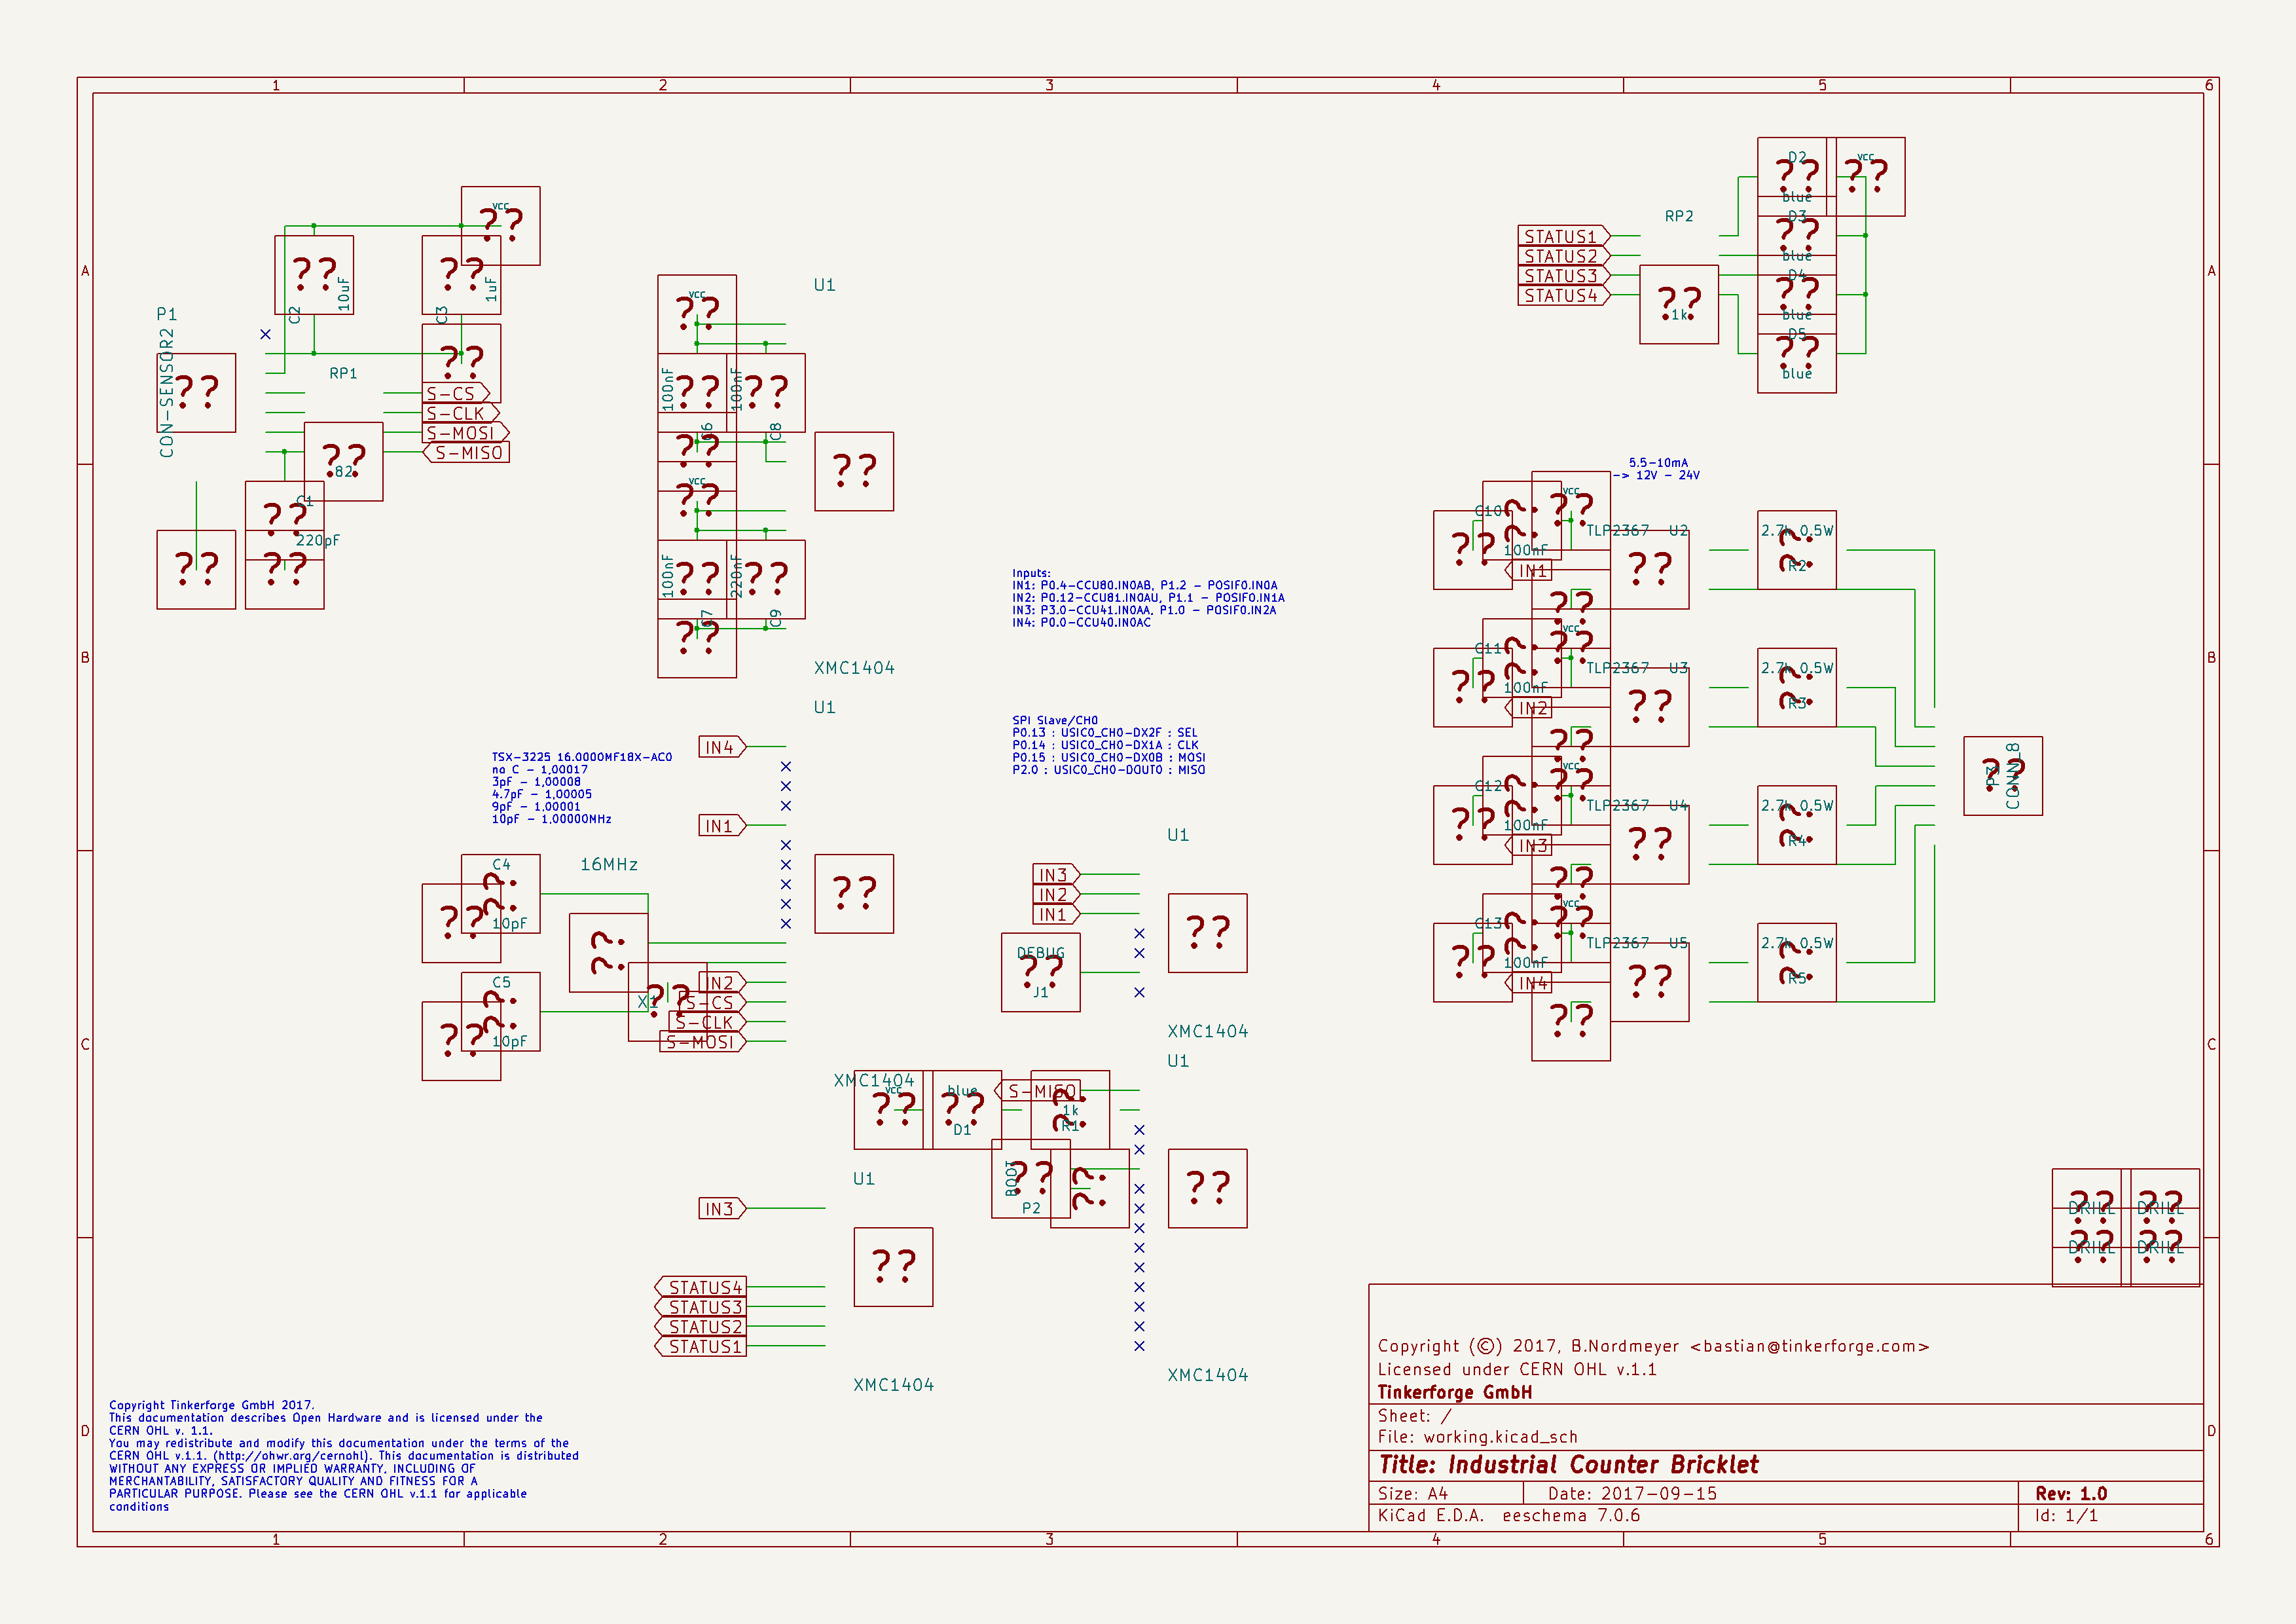 1 2 3 4 5 6
A
B
C
D
P1
CON-SENSOR2
C2
10uF
C3
1uF
vcc
??
RP1
82
S-CS
S-CLK
S-MOSI
S-MISO
C1
220pF
vcc
100nF
100nF
C6
C8
vcc
100nF
220nF
C7
C9
U1
XMC1404
RP2
1k
STATUS1
STATUS2
STATUS3
STATUS4
D2
blue
D3
blue
D4
blue
D5
blue
vcc
5.5-10mA
-> 12V - 24V
C10
100nF
vcc
IN1
TLP2367 U2
2.7k 0.5W
R2
C11
100nF
vcc
IN2
TLP2367 U3
2.7k 0.5W
R3
C12
100nF
vcc
IN3
TLP2367 U4
2.7k 0.5W
R4
C13
100nF
vcc
IN4
TLP2367 U5
2.7k 0.5W
R5
P3
CONN_8
Inputs:
IN1: P0.4-CCU80.IN0AB, P1.2 - POSIF0.IN0A
IN2: P0.12-CCU81.IN0AU, P1.1 - POSIF0.IN1A
IN3: P3.0-CCU41.IN0AA, P1.0 - POSIF0.IN2A
IN4: P0.0-CCU40.IN0AC
SPI Slave/CH0
P0.13 : USIC0_CH0-DX2F : SEL
P0.14 : USIC0_CH0-DX1A : CLK
P0.15 : USIC0_CH0-DX0B : MOSI
P2.0 : USIC0_CH0-DOUT0 : MISO
TSX-3225 16.0000MF18X-AC0
no C - 1,00017
3pF - 1,00008
4.7pF - 1,00005
9pF - 1,00001
10pF - 1,00000MHz
U1
IN4
IN1
16MHz
C4
10pF
C5
10pF
X1
IN2
S-CS
S-CLK
S-MOSI
XMC1404
U1
IN3
IN2
IN1
DEBUG
J1
XMC1404
U1
S-MISO
vcc
blue
D1
1k
R1
BOOT
P2
XMC1404
U1
IN3
STATUS4
STATUS3
STATUS2
STATUS1
XMC1404
DRILL DRILL
DRILL DRILL
Copyright Tinkerforge GmbH 2017.
This documentation describes Open Hardware and is licensed under the
CERN OHL v. 1.1.
You may redistribute and modify this documentation under the terms of the
CERN OHL v.1.1. (http://ohwr.org/cernohl). This documentation is distributed
WITHOUT ANY EXPRESS OR IMPLIED WARRANTY, INCLUDING OF
MERCHANTABILITY, SATISFACTORY QUALITY AND FITNESS FOR A
PARTICULAR PURPOSE. Please see the CERN OHL v.1.1 for applicable
conditions
Copyright (©) 2017, B.Nordmeyer <bastian@tinkerforge.com>
Licensed under CERN OHL v.1.1
Tinkerforge GmbH
Sheet: /
File: working.kicad_sch
Title: Industrial Counter Bricklet
Size: A4 Date: 2017-09-15 Rev: 1.0
KiCad E.D.A. eeschema 7.0.6 Id: 1/1
1 2 3 4 5 6